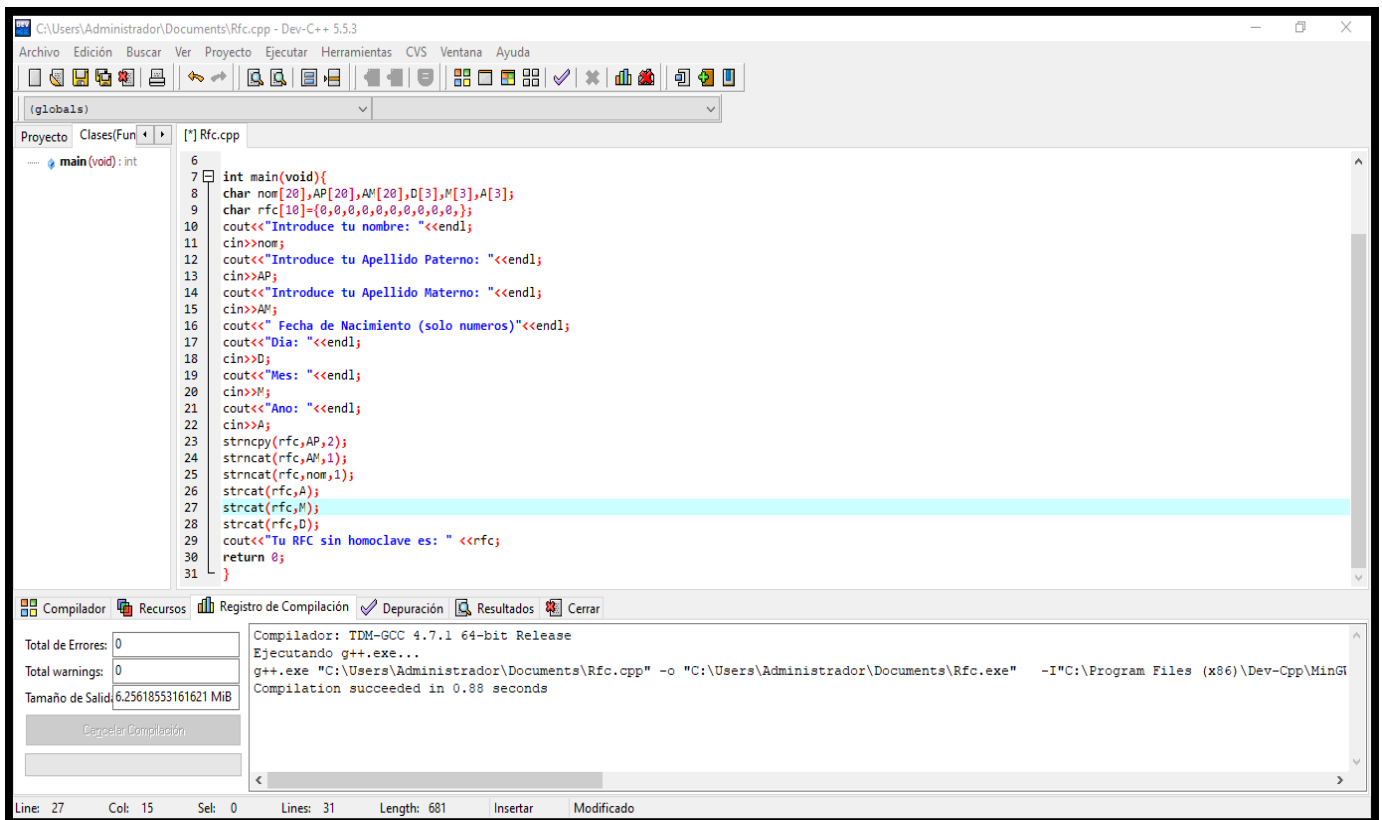 C:\Users\Administrador\Documents\Rfc.cpp - Dev-C++ 5.5.3
Archivo Edición Buscar Ver Proyecto Ejecutar Herramientas CVS Ventana Ayuda
(globals)
Proyecto Clases(Fun [*] Rfc.cpp
main (void) : int
6
7 int main(void){
8 char nom[20],AP[20],AM[20],D[3],M[3],A[3];
9 char rfc[10]={0,0,0,0,0,0,0,0,0,0,};
10 cout<<"Introduce tu nombre: "<<endl;
11 cin>>nom;
12 cout<<"Introduce tu Apellido Paterno: "<<endl;
13 cin>>AP;
14 cout<<"Introduce tu Apellido Materno: "<<endl;
15 cin>>AM;
16 cout<<" Fecha de Nacimiento (solo numeros)"<<endl;
17 cout<<"Dia: "<<endl;
18 cin>>D;
19 cout<<"Mes: "<<endl;
20 cin>>M;
21 cout<<"Ano: "<<endl;
22 cin>>A;
23 strncpy(rfc,AP,2);
24 strncat(rfc,AM,1);
25 strncat(rfc,nom,1);
26 strcat(rfc,A);
27 strcat(rfc,M);
28 strcat(rfc,D);
29 cout<<"Tu RFC sin homoclave es: " <<rfc;
30 return 0;
31 }
Compilador Recursos Registro de Compilación Depuración Resultados Cerrar
Total de Errores: 0
Total warnings: 0
Tamaño de Salid: 6.25618553161621 MiB
Cancelar Compilación
Compilador: TDM-GCC 4.7.1 64-bit Release
Ejecutando g++.exe...
g++.exe "C:\Users\Administrador\Documents\Rfc.cpp" -o "C:\Users\Administrador\Documents\Rfc.exe" -I"C:\Program Files (x86)\Dev-Cpp\MinG
Compilation succeeded in 0.88 seconds
Line: 27 Col: 15 Sel: 0 Lines: 31 Length: 681 Insertar Modificado